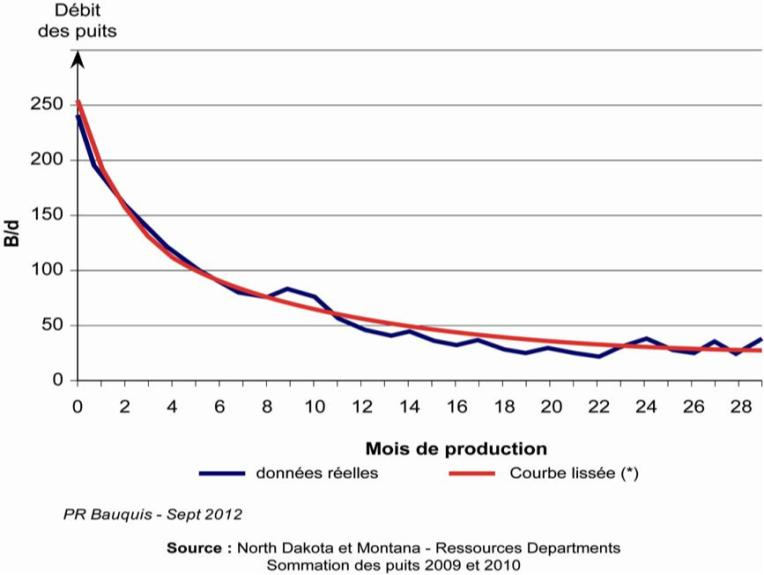 Débit
des puits
250
200
150
100
50
0
B/d
0 2 4 6 8 10 12 14 16 18 20 22 24 26 28
Mois de production
données réelles Courbe lissée (*)
PR Bauquis - Sept 2012
Source : North Dakota et Montana - Ressources Departments
Sommation des puits 2009 et 2010